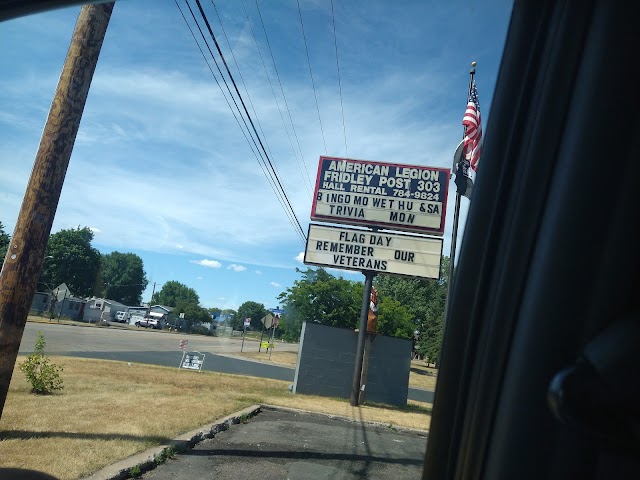 AMERICAN LEGION
FRIDLEY POST 303
HALL RENTAL 784-9824
BINGO MO WE THU & SA
TRIVIA MON
FLAG DAY
REMEMBER OUR
VETERANS